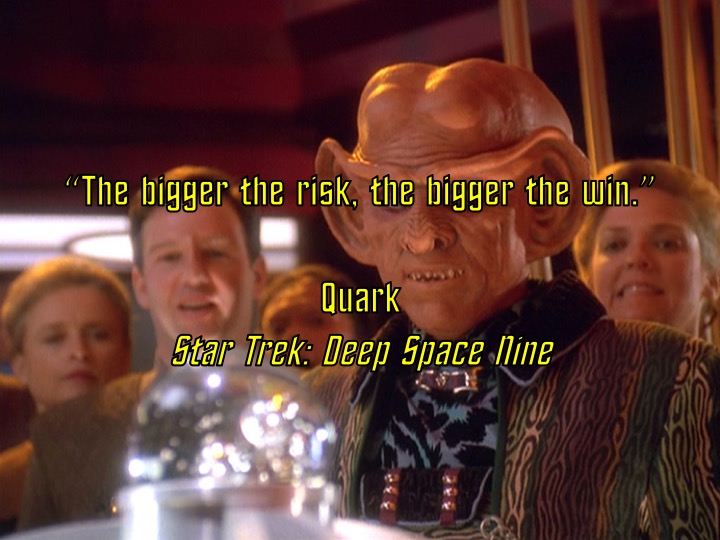 “The bigger the risk, the bigger the win.”
Quark
Star Trek: Deep Space Nine